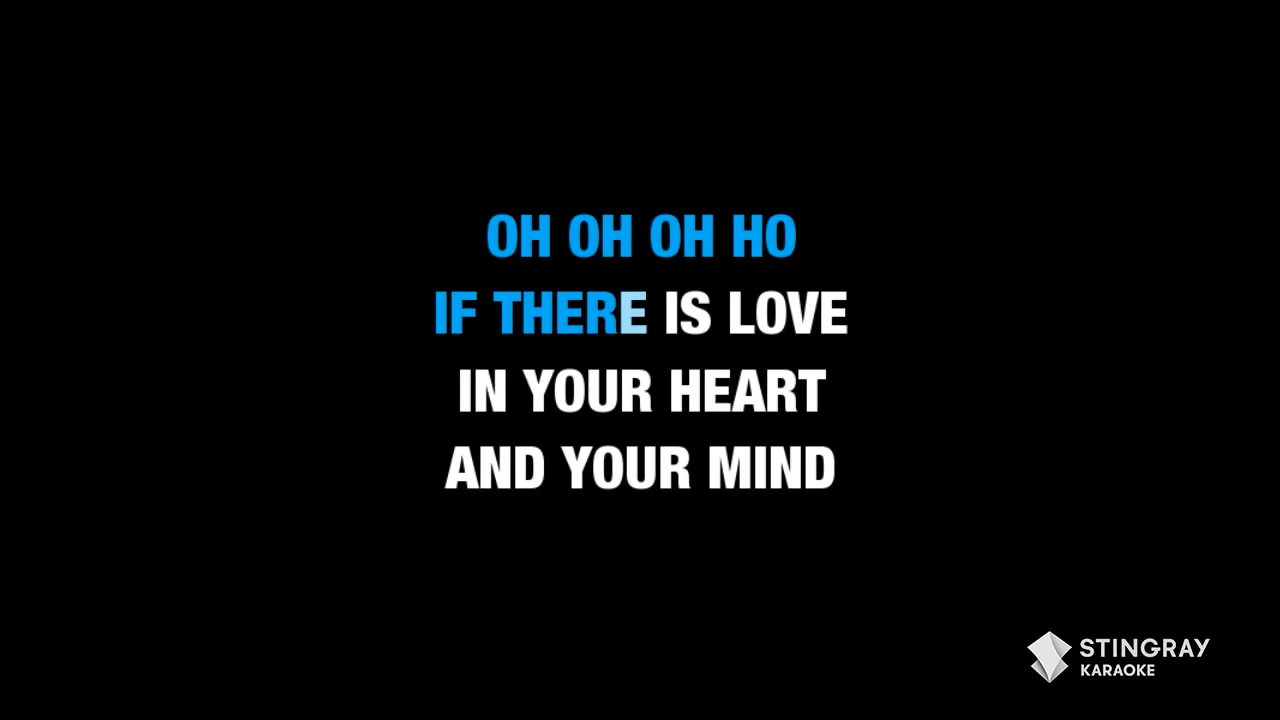 OH OH OH HO
IF THERE IS LOVE
IN YOUR HEART
AND YOUR MIND
STINGRAY
KARAOKE